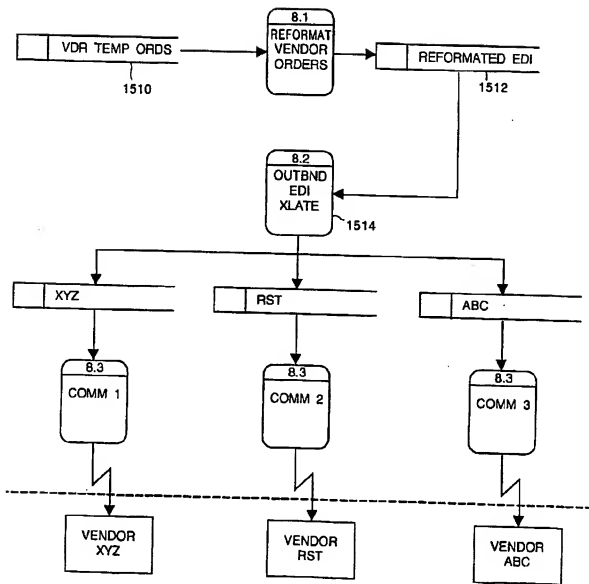 8.1
VDR TEMP ORDS
REFORMAT
VENDOR
ORDERS
REFORMATED EDI
1510
1512
8.2
OUTBND
EDI
XLATE
1514
XYZ
RST
ABC
8.3
8.3
8.3
COMM 1
COMM 2
COMM 3
VENDOR
XYZ
VENDOR
RST
VENDOR
ABC